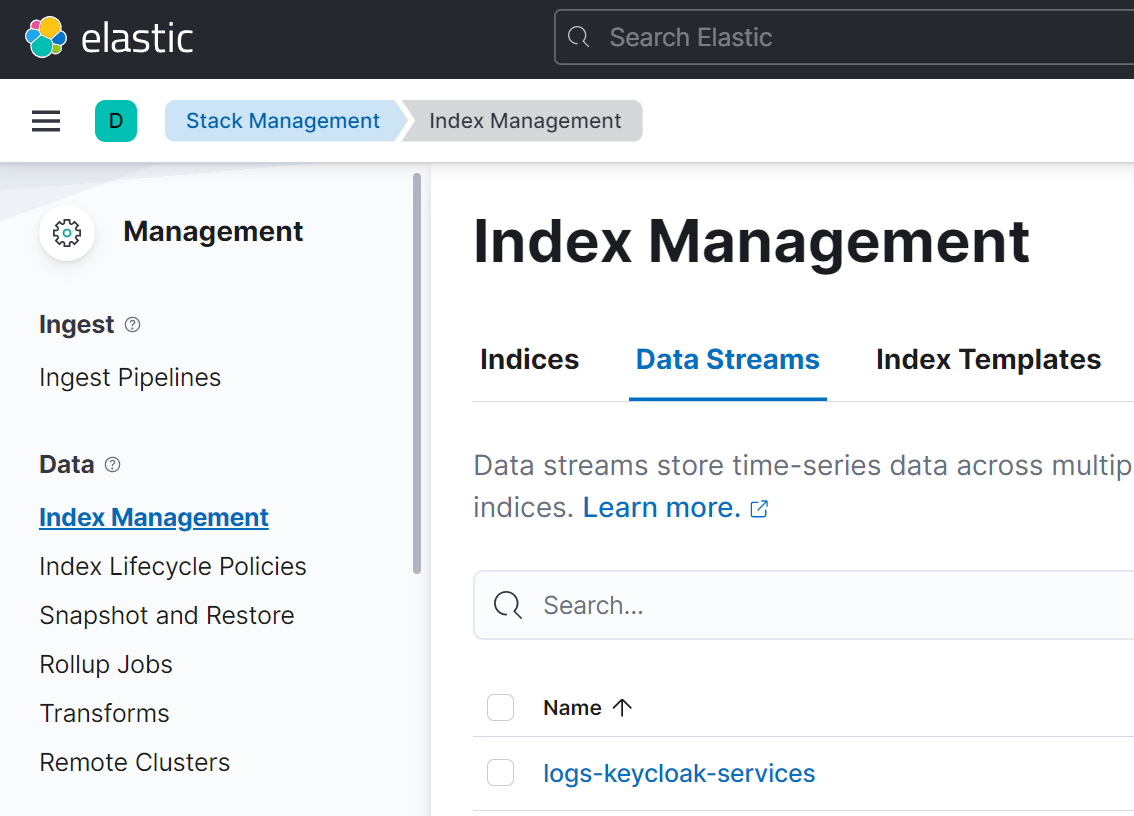 elastic
Search Elastic
D
Stack Management
Index Management
Management
Ingest
Ingest Pipelines
Data
Index Management
Index Lifecycle Policies
Snapshot and Restore
Rollup Jobs
Transforms
Remote Clusters
Index Management
Indices Data Streams Index Templates
Data streams store time-series data across multip
indices. Learn more.
Search...
Name
logs-keycloak-services